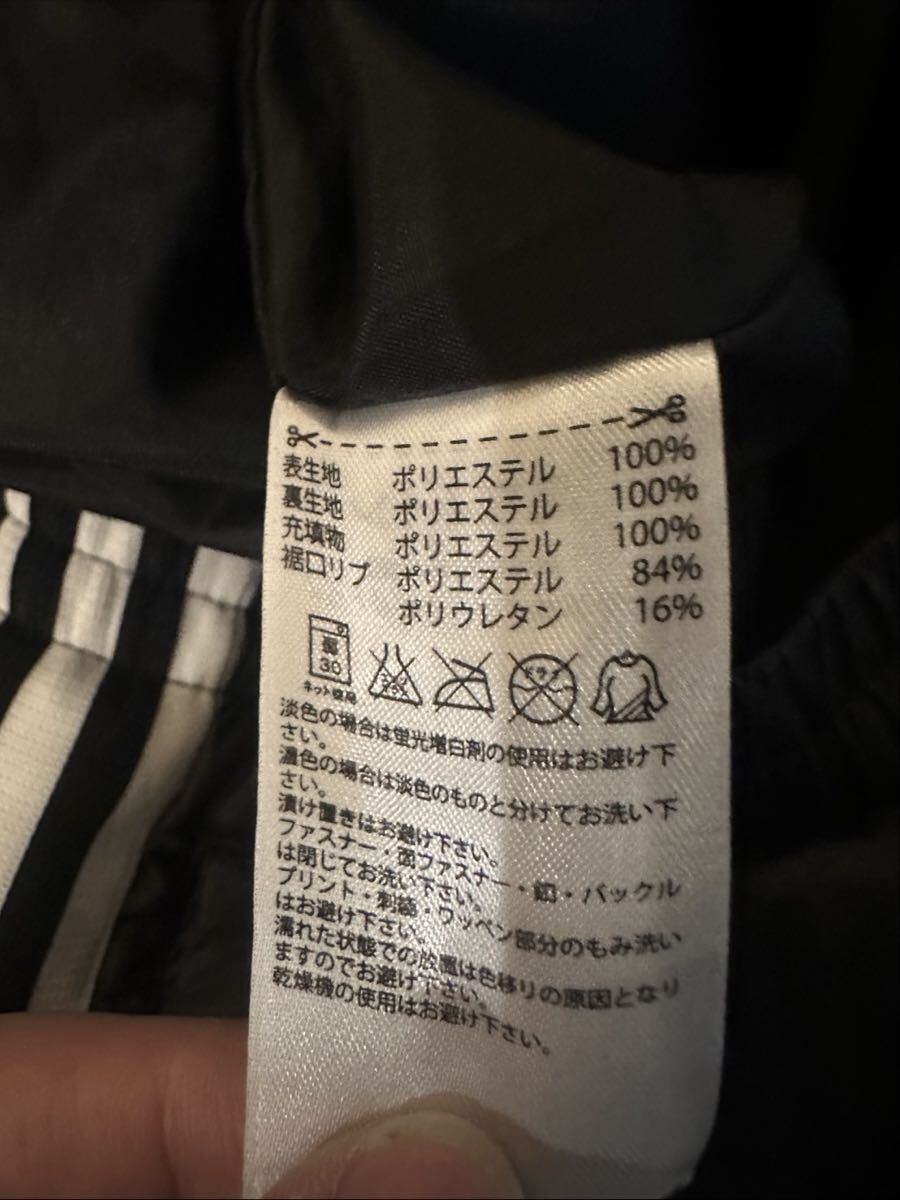 表生地 ポリエステル 100%
裏生地 ポリエステル 100%
充填物 ポリエステル 100%
裾口リブ ポリエステル 84%
ポリウレタン 16%
弱
30
ネット使用
エンソサラシ
ドライ
淡色の場合は蛍光増白剤の使用はお避け下
さい。
濃色の場合は淡色のものと分けてお洗い下
さい。
漬け置きはお避け下さい。
ファスナー・面ファスナー・釦・バックル
は閉じてお洗い下さい。
プリント・刺繍・ワッペン部分のもみ洗い
はお避け下さい。
濡れた状態での放置は色移りの原因となり
ますのでお避け下さい。
乾燥機の使用はお避け下さい。